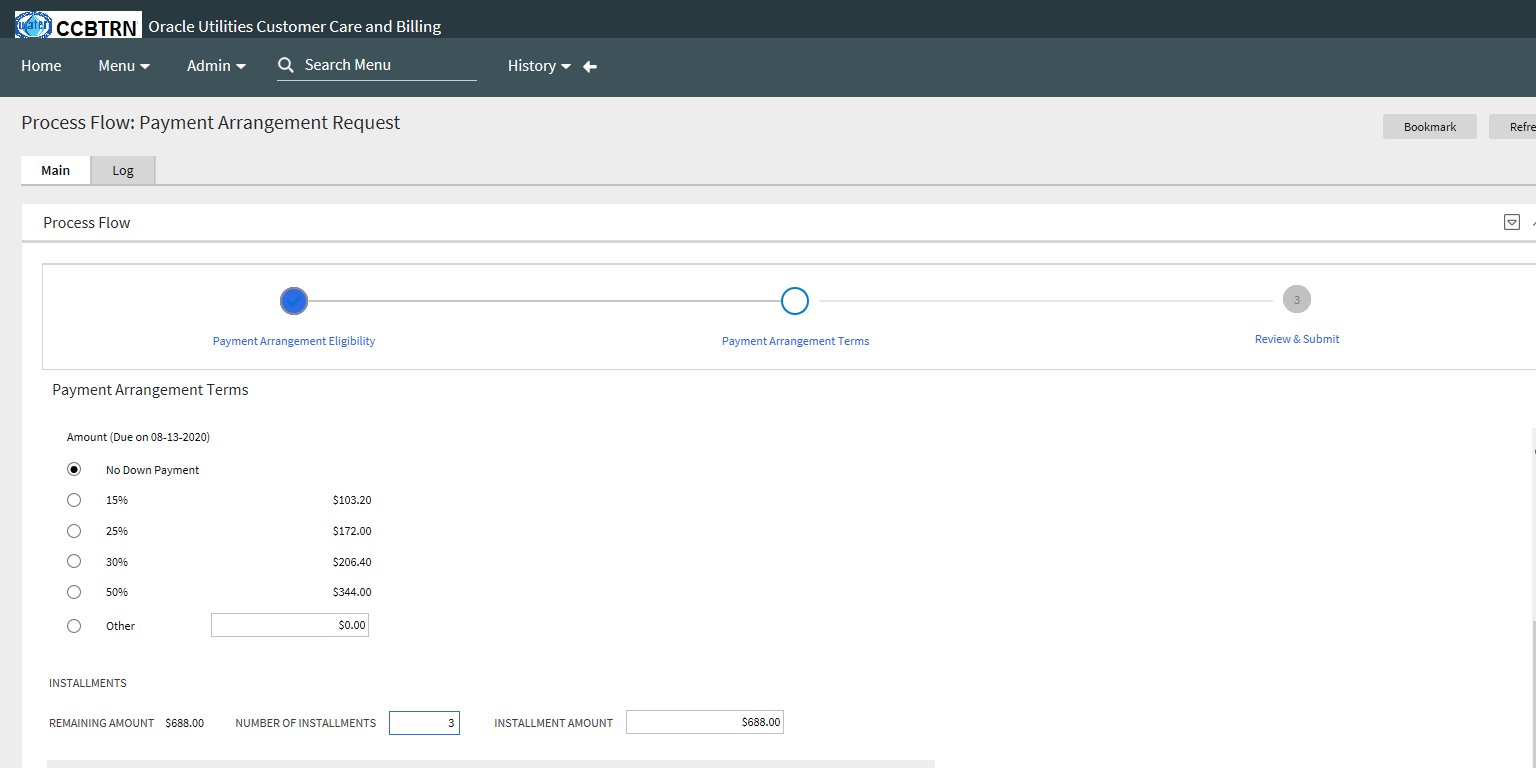 water CCBTRN Oracle Utilities Customer Care and Billing
Home Menu Admin Search Menu History
Process Flow: Payment Arrangement Request
Bookmark Refre
Main Log
Process Flow
3
Payment Arrangement Eligibility Payment Arrangement Terms Review & Submit
Payment Arrangement Terms
Amount (Due on 08-13-2020)
No Down Payment
15% $103.20
25% $172.00
30% $206.40
50% $344.00
Other $0.00
INSTALLMENTS
REMAINING AMOUNT $688.00 NUMBER OF INSTALLMENTS 3 INSTALLMENT AMOUNT $688.00